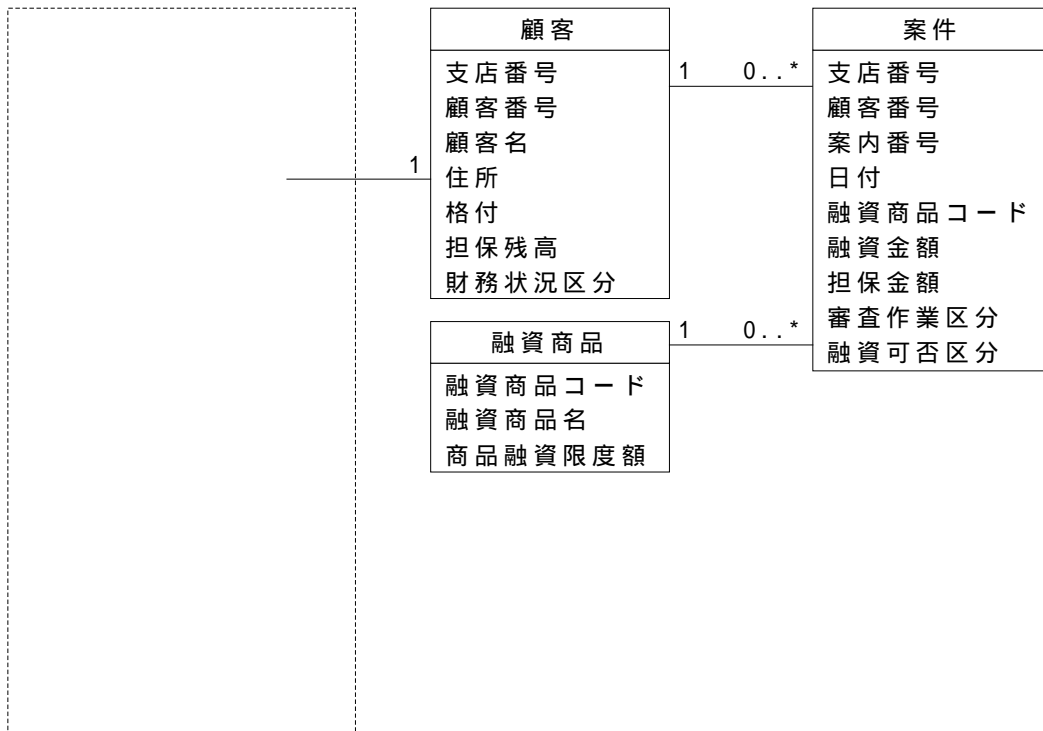 顧客
支店番号
顧客番号
顧客名
住所
格付
担保残高
財務状況区分
1
1 0..*
案件
支店番号
顧客番号
案内番号
日付
融資商品コード
融資金額
担保金額
審査作業区分
融資可否区分
融資商品
融資商品コード
融資商品名
商品融資限度額
1 0..*